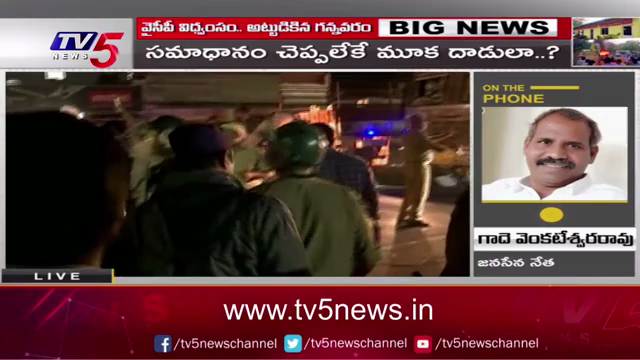 వైసీపీ విధ్వంసం.. అట్టుడికిన గన్నవరం
BIG NEWS
TV5
NEWS
సమాధానం చెప్పలేకే మూక దాడులా..?
ON THE
PHONE
గాదె వెంకటేశ్వరరావు
జనసేన నేత
LIVE
www.tv5news.in
/tv5newschannel
/tv5newschannel
/tv5newschannel